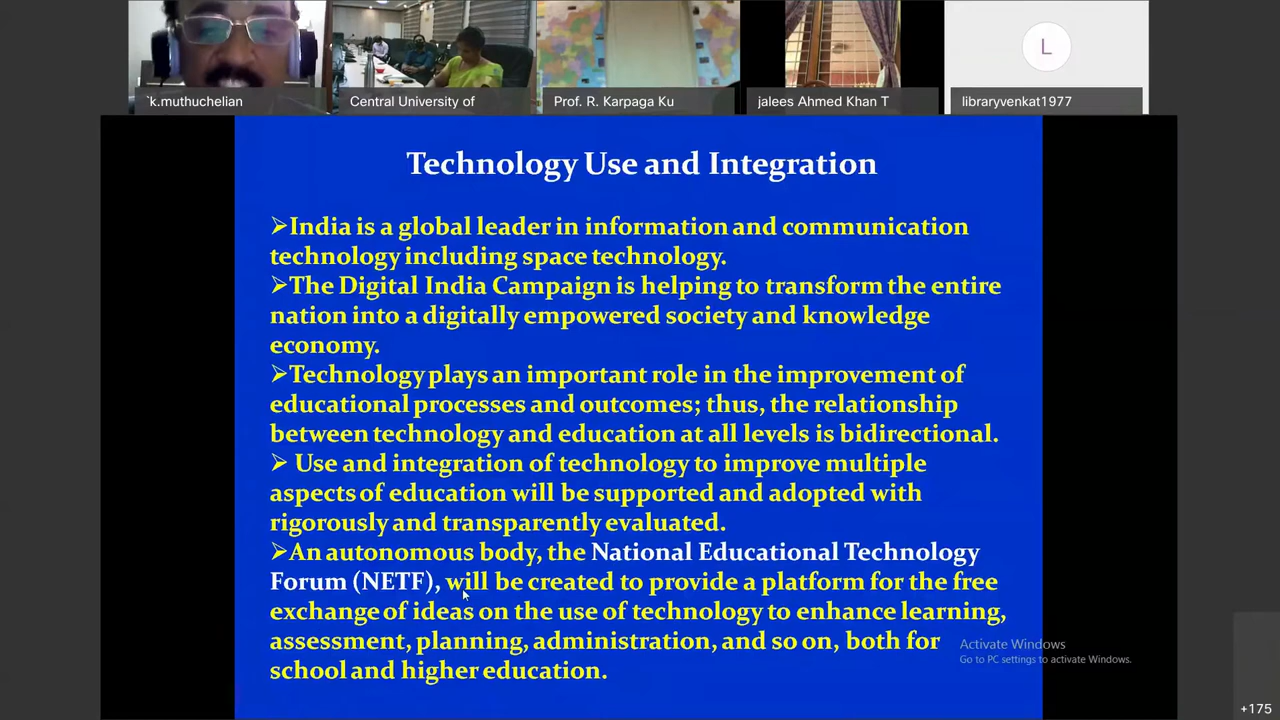 `k.muthuchelian
Central University of
Prof. R. Karpaga Ku
jalees Ahmed Khan T
L
libraryvenkat1977
Technology Use and Integration
➢India is a global leader in information and communication
technology including space technology.
➢The Digital India Campaign is helping to transform the entire
nation into a digitally empowered society and knowledge
economy.
➢Technology plays an important role in the improvement of
educational processes and outcomes; thus, the relationship
between technology and education at all levels is bidirectional.
➢ Use and integration of technology to improve multiple
aspects of education will be supported and adopted with
rigorously and transparently evaluated.
➢An autonomous body, the National Educational Technology
Forum (NETF), will be created to provide a platform for the free
exchange of ideas on the use of technology to enhance learning,
assessment, planning, administration, and so on, both for
school and higher education.
Activate Windows
Go to PC settings to activate Windows.
+175